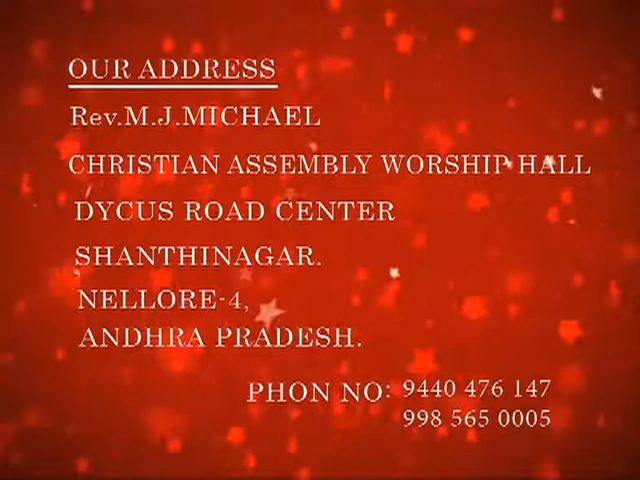 OUR ADDRESS
Rev.M.J.MICHAEL
CHRISTIAN ASSEMBLY WORSHIP HALL
DYCUS ROAD CENTER
SHANTHINAGAR.
NELLORE-4,
ANDHRA PRADESH.
PHON NO: 9440 476 147
998 565 0005